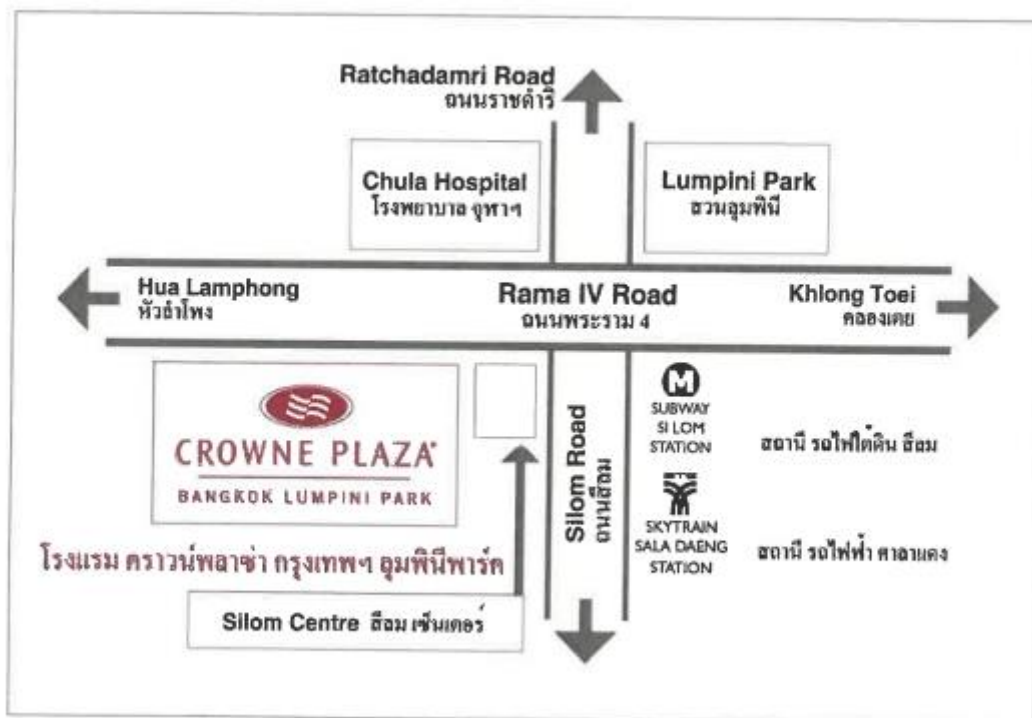 Ratchadamri Road
ถนนราชดำริ
Chula Hospital
โรงพยาบาล จุฬาฯ
Lumpini Park
สวนลุมพินี
Hua Lamphong
หัวลำโพง
Rama IV Road
ถนนพระราม 4
Khlong Toei
คลองเตย
CROWNE PLAZA
BANGKOK LUMPINI PARK
โรงแรม คราวน์พลาซ่า กรุงเทพฯ ลุมพินีพาร์ค
Silom Centre สีลม เซ็นเตอร์
Silom Road
ถนนสีลม
M
SUBWAY
SI LOM
STATION
สถานี รถไฟใต้ดิน สีลม
SKYTRAIN
SALA DAENG
STATION
สถานี รถไฟฟ้า ศาลาแดง